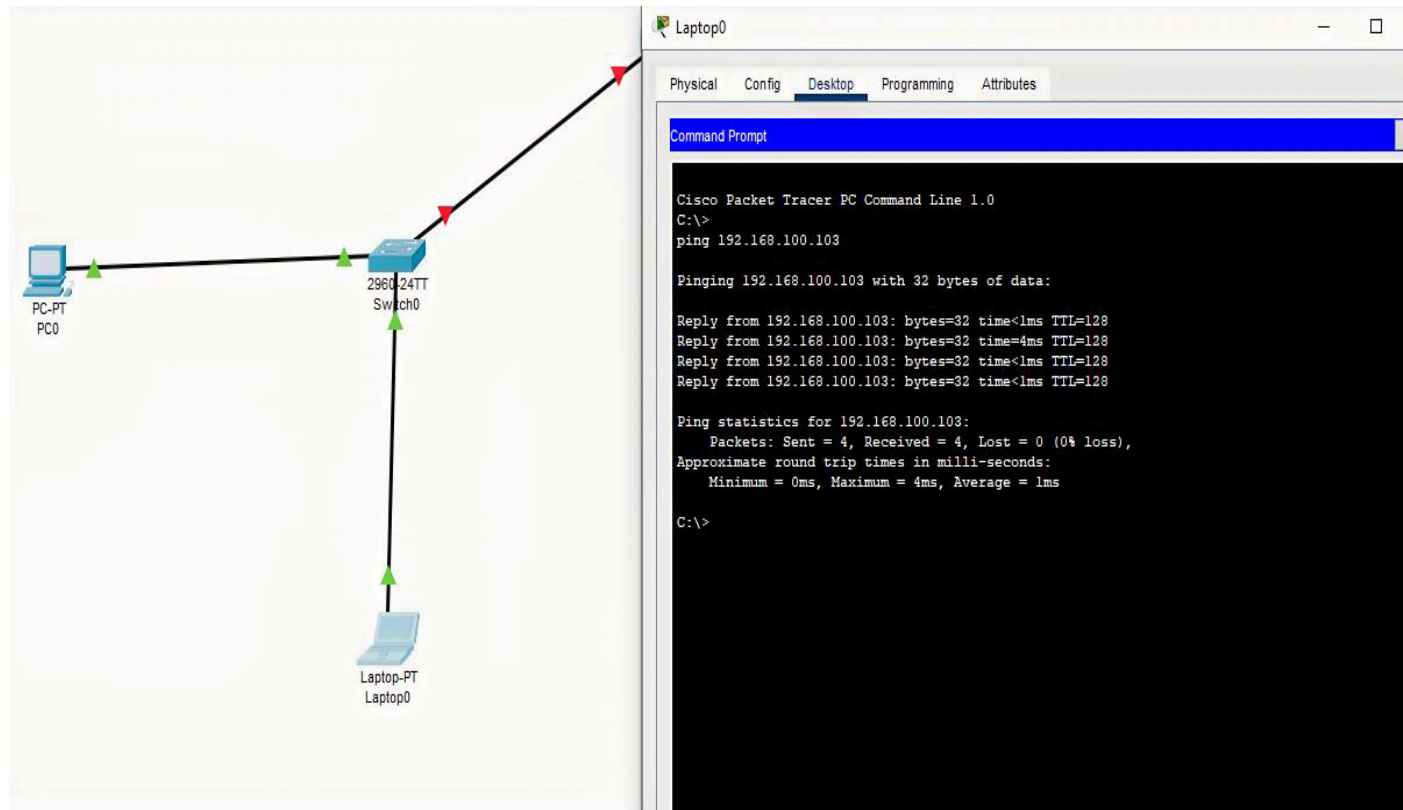 PC-PT
PC0
2960-24TT
Switch0
Laptop-PT
Laptop0
Laptop0
Physical Config Desktop Programming Attributes
Command Prompt
Cisco Packet Tracer PC Command Line 1.0
C:\>
ping 192.168.100.103
Pinging 192.168.100.103 with 32 bytes of data:
Reply from 192.168.100.103: bytes=32 time<1ms TTL=128
Reply from 192.168.100.103: bytes=32 time=4ms TTL=128
Reply from 192.168.100.103: bytes=32 time<1ms TTL=128
Reply from 192.168.100.103: bytes=32 time<1ms TTL=128
Ping statistics for 192.168.100.103:
Packets: Sent = 4, Received = 4, Lost = 0 (0% loss),
Approximate round trip times in milli-seconds:
Minimum = 0ms, Maximum = 4ms, Average = 1ms
C:\>